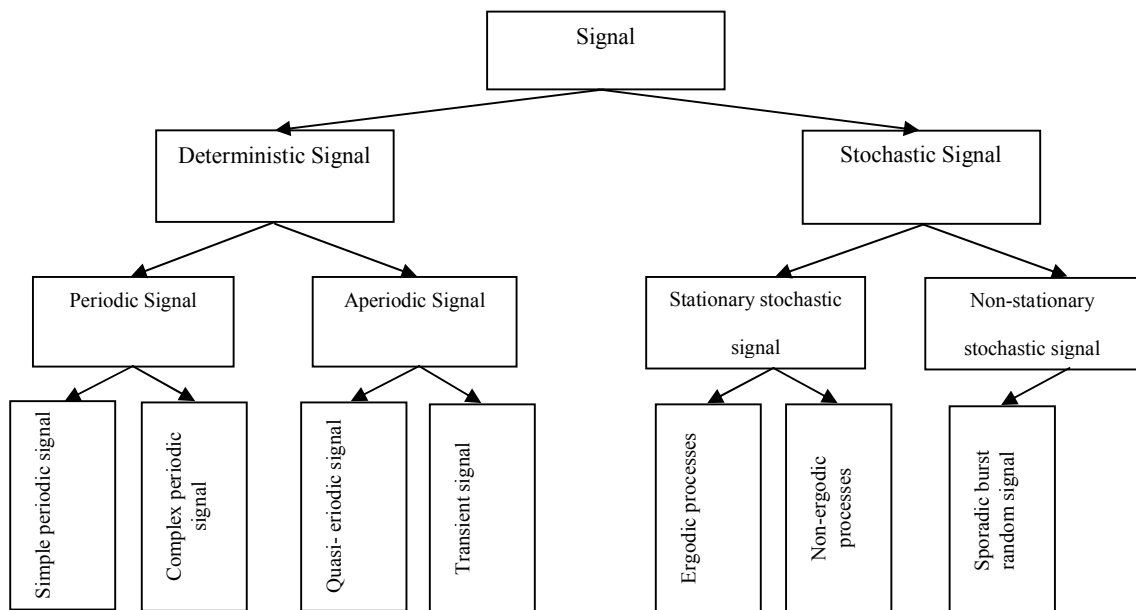 Signal
Deterministic Signal
Stochastic Signal
Periodic Signal
Aperiodic Signal
Stationary stochastic
signal
Non-stationary
stochastic signal
Simple periodic signal
Complex periodic
signal
Quasi- eriodic signal
Transient signal
Ergodic processes
Non-ergodic
processes
Sporadic burst
random signal